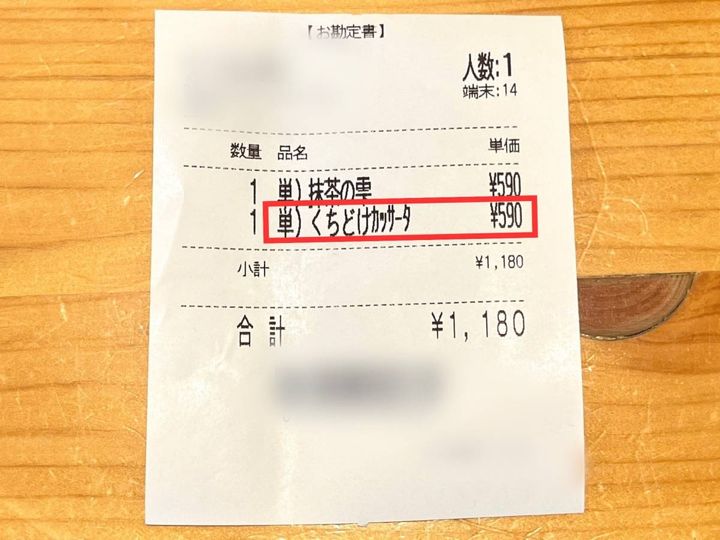 【お勘定書】
人数:1
端末:14
数量 品名 単価
1 単)抹茶の雫 ¥590
1 単)くちどけカッサータ ¥590
小計 ¥1,180
合計 ¥1,180